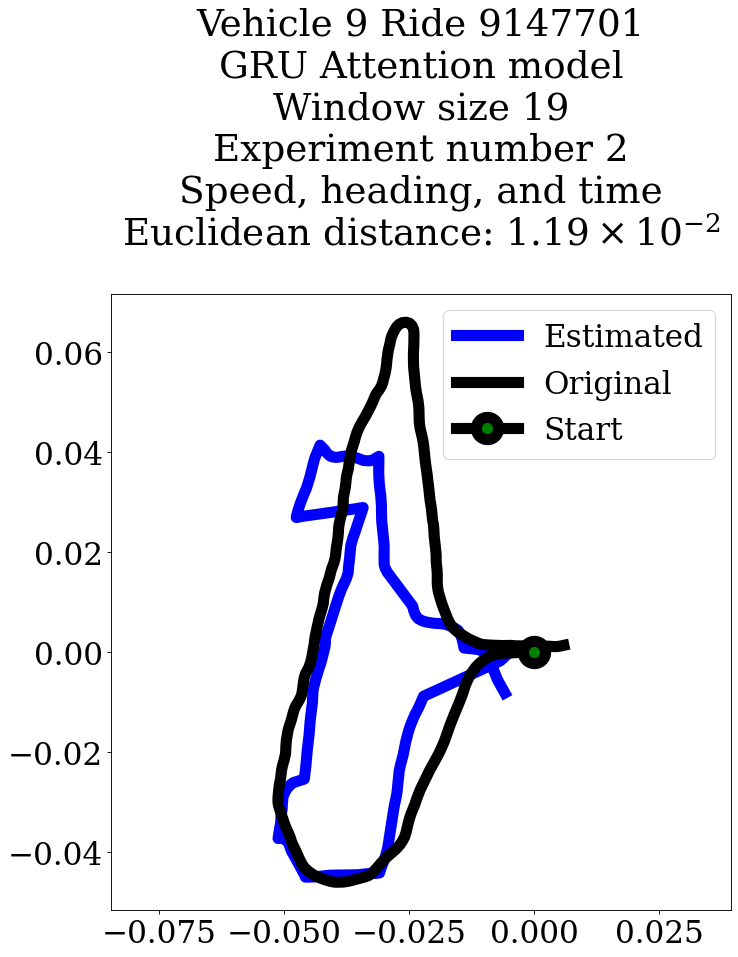 Vehicle 9 Ride 9147701
GRU Attention model
Window size 19
Experiment number 2
Speed, heading, and time
Euclidean distance: 1.19 × 10⁻²
Estimated
Original
Start
0.06
0.04
0.02
0.00
−0.02
−0.04
−0.075 −0.050 −0.025 0.000 0.025